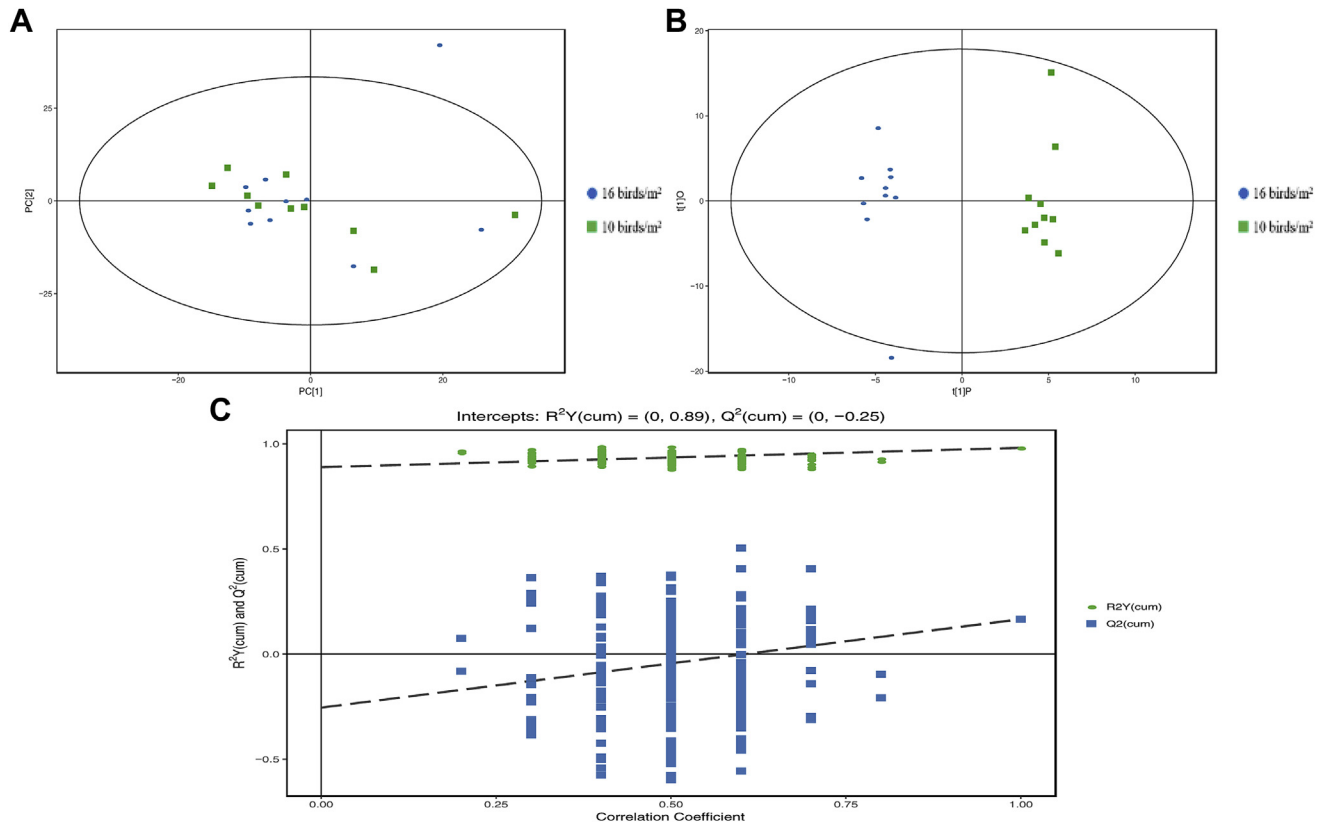 A
PC[2]
25
0
−25
−20
0
20
PC[1]
16 birds/m²
10 birds/m²
B
t[1]O
20
10
0
−10
−20
−10
−5
0
5
10
t[1]P
16 birds/m²
10 birds/m²
C
Intercepts: R²Y(cum) = (0, 0.89), Q²(cum) = (0, −0.25)
R²Y(cum) and Q²(cum)
1.0
0.5
0.0
−0.5
0.00
0.25
0.50
0.75
1.00
Correlation Coefficient
R2Y(cum)
Q2(cum)